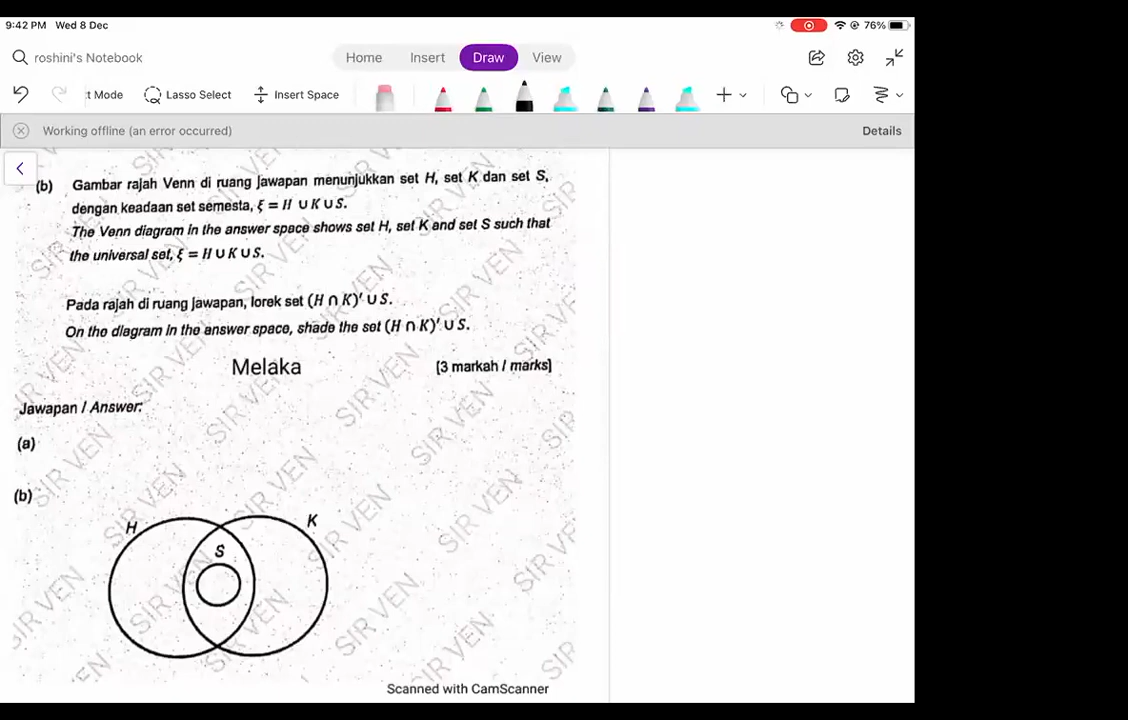 9:42 PM Wed 8 Dec
76%
roshini's Notebook
Home Insert Draw View
t Mode Lasso Select Insert Space
Working offline (an error occurred) Details
(b) Gambar rajah Venn di ruang jawapan menunjukkan set H, set K dan set S,
dengan keadaan set semesta, ξ = H ∪ K ∪ S.
The Venn diagram in the answer space shows set H, set K and set S such that
the universal set, ξ = H ∪ K ∪ S.
Pada rajah di ruang jawapan, lorek set (H ∩ K)′ ∪ S.
On the diagram in the answer space, shade the set (H ∩ K)′ ∪ S.
Melaka [3 markah / marks]
Jawapan / Answer:
(a)
(b)
H K
S
SIR VEN
Scanned with CamScanner